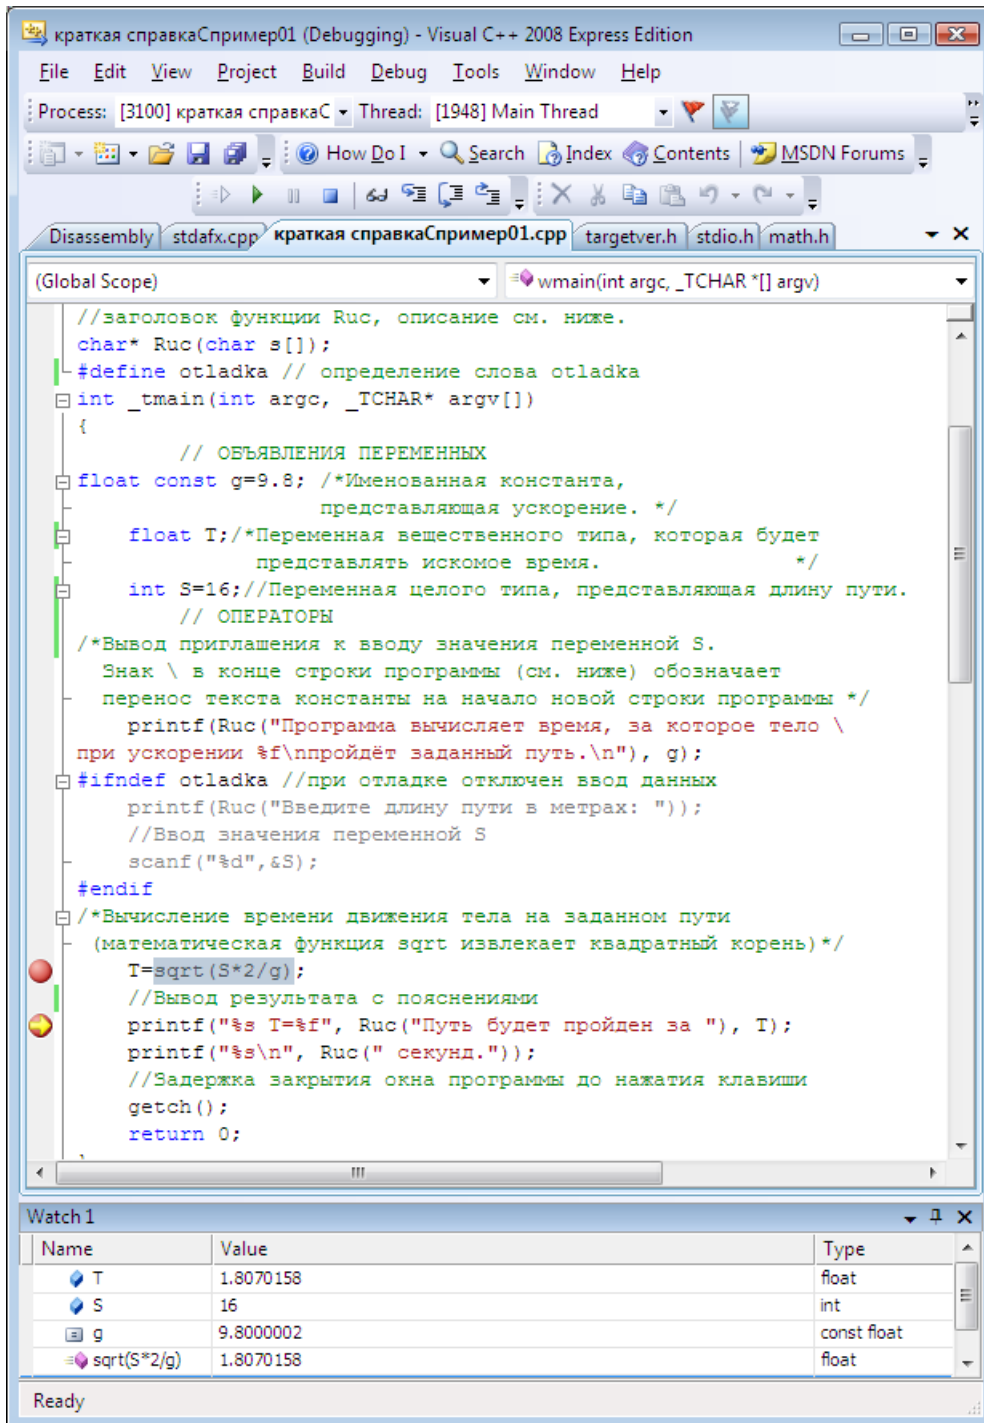 краткая справкаСпример01 (Debugging) - Visual C++ 2008 Express Edition
File Edit View Project Build Debug Tools Window Help
Process: [3100] краткая справкаС Thread: [1948] Main Thread
How Do I Search Index Contents MSDN Forums
Disassembly stdafx.cpp краткая справкаСпример01.cpp targetver.h stdio.h math.h
(Global Scope) wmain(int argc, _TCHAR *[] argv)
//заголовок функции Ruc, описание см. ниже.
char* Ruc(char s[]);
#define otladka // определение слова otladka
int _tmain(int argc, _TCHAR* argv[])
{
// ОБЪЯВЛЕНИЯ ПЕРЕМЕННЫХ
float const g=9.8; /*Именованная константа,
представляющая ускорение. */
float T;/*Переменная вещественного типа, которая будет
представлять искомое время. */
int S=16;//Переменная целого типа, представляющая длину пути.
// ОПЕРАТОРЫ
/*Вывод приглашения к вводу значения переменной S.
Знак \ в конце строки программы (см. ниже) обозначает
перенос текста константы на начало новой строки программы */
printf(Ruc("Программа вычисляет время, за которое тело \
при ускорении %f\nпройдёт заданный путь.\n"), g);
#ifndef otladka //при отладке отключен ввод данных
printf(Ruc("Введите длину пути в метрах: "));
//Ввод значения переменной S
scanf("%d",&S);
#endif
/*Вычисление времени движения тела на заданном пути
(математическая функция sqrt извлекает квадратный корень)*/
T=sqrt(S*2/g);
//Вывод результата с пояснениями
printf("%s T=%f", Ruc("Путь будет пройден за "), T);
printf("%s\n", Ruc(" секунд."));
//Задержка закрытия окна программы до нажатия клавиши
getch();
return 0;
Watch 1
Name Value Type
T 1.8070158 float
S 16 int
g 9.8000002 const float
sqrt(S*2/g) 1.8070158 float
Ready